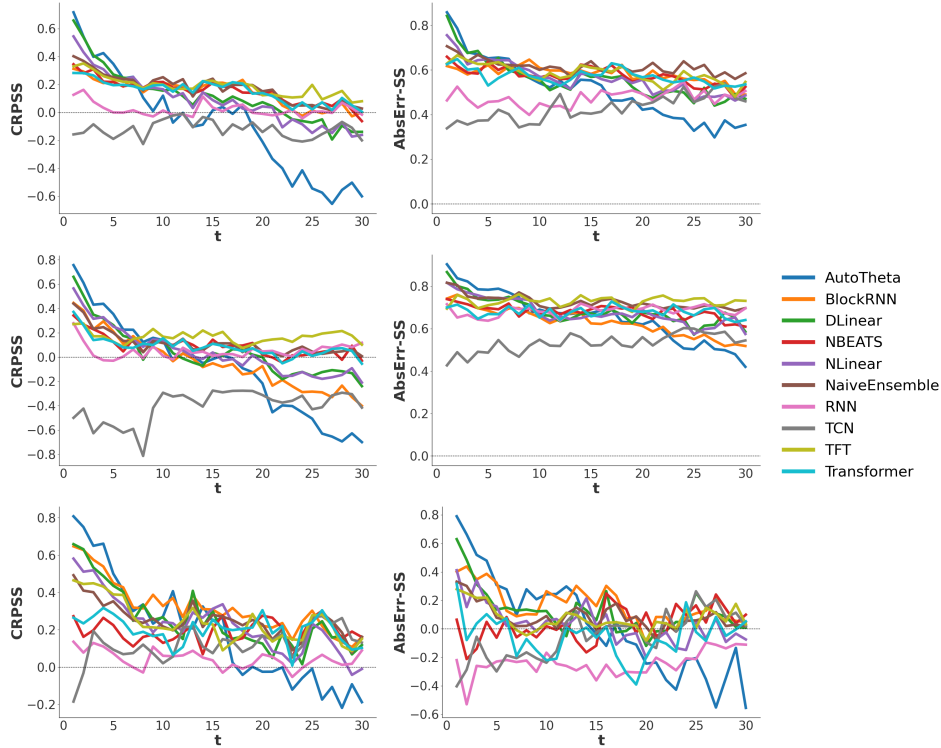 CRPSS
0.6
0.4
0.2
0.0
−0.2
−0.4
−0.6
0 5 10 15 20 25 30
t
AbsErr-SS
0.8
0.6
0.4
0.2
0.0
0 5 10 15 20 25 30
t
CRPSS
0.8
0.6
0.4
0.2
0.0
−0.2
−0.4
−0.6
−0.8
0 5 10 15 20 25 30
t
AbsErr-SS
0.8
0.6
0.4
0.2
0.0
0 5 10 15 20 25 30
t
AutoTheta
BlockRNN
DLinear
NBEATS
NLinear
NaiveEnsemble
RNN
TCN
TFT
Transformer
CRPSS
0.8
0.6
0.4
0.2
0.0
−0.2
0 5 10 15 20 25 30
t
AbsErr-SS
0.8
0.6
0.4
0.2
0.0
−0.2
−0.4
−0.6
0 5 10 15 20 25 30
t